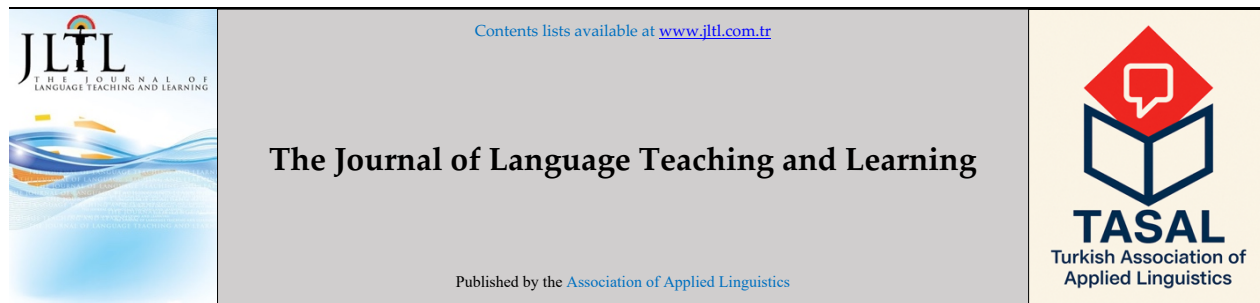 JLTL
THE JOURNAL OF
LANGUAGE TEACHING AND LEARNING
Contents lists available at www.jltl.com.tr
The Journal of Language Teaching and Learning
Published by the Association of Applied Linguistics
TASAL
Turkish Association of
Applied Linguistics